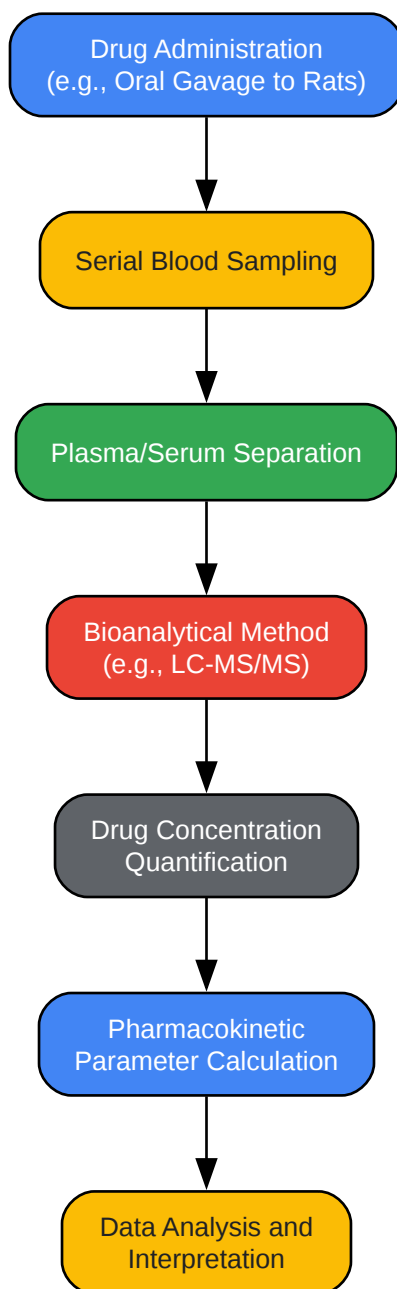 Drug Administration
(e.g., Oral Gavage to Rats)
Serial Blood Sampling
Plasma/Serum Separation
Bioanalytical Method
(e.g., LC-MS/MS)
Drug Concentration
Quantification
Pharmacokinetic
Parameter Calculation
Data Analysis and
Interpretation